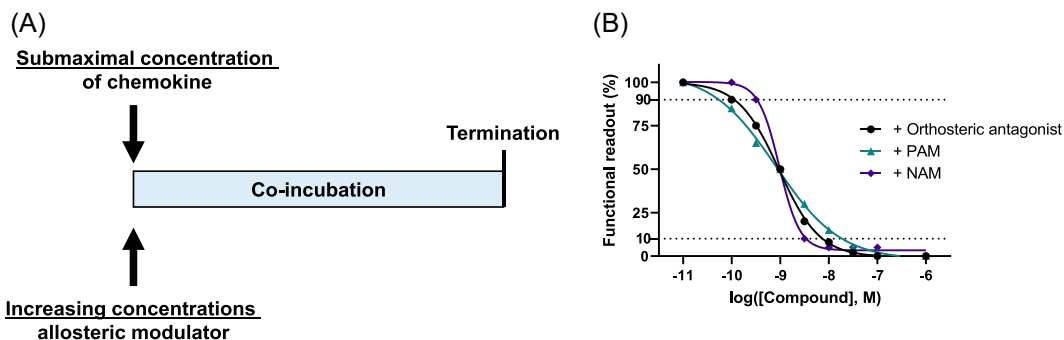 (A)
Submaximal concentration
of chemokine
Termination
Co-incubation
Increasing concentrations
allosteric modulator
(B)
Functional readout (%)
100
90
75
50
25
10
0
-11 -10 -9 -8 -7 -6
log([Compound], M)
+ Orthosteric antagonist
+ PAM
+ NAM